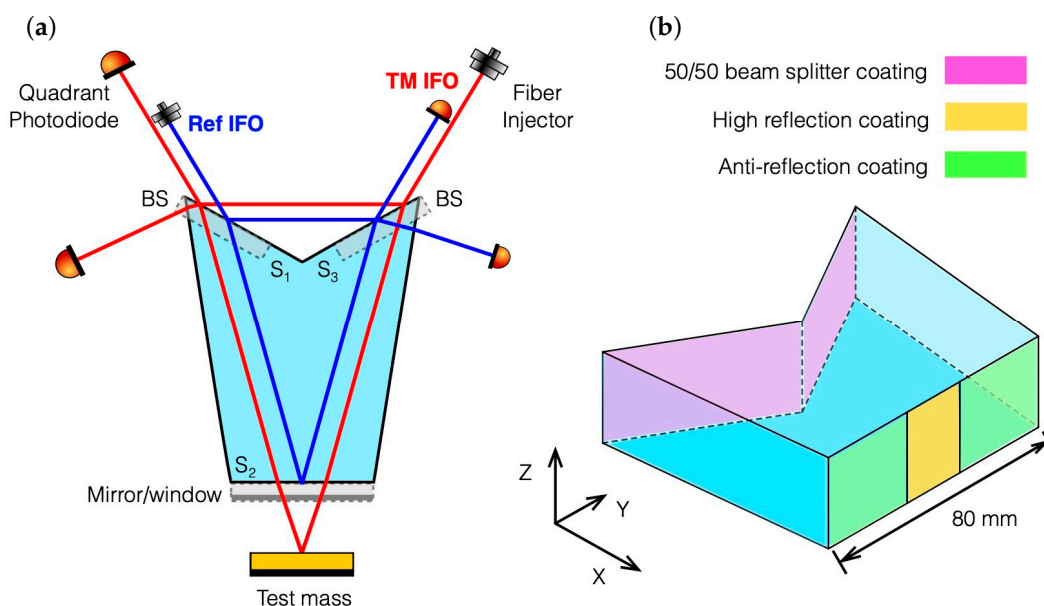 (a)
Quadrant
Photodiode
Ref IFO
TM IFO
Fiber
Injector
BS
BS
S1
S3
S2
Mirror/window
Test mass
(b)
50/50 beam splitter coating
High reflection coating
Anti-reflection coating
Z
Y
X
80 mm